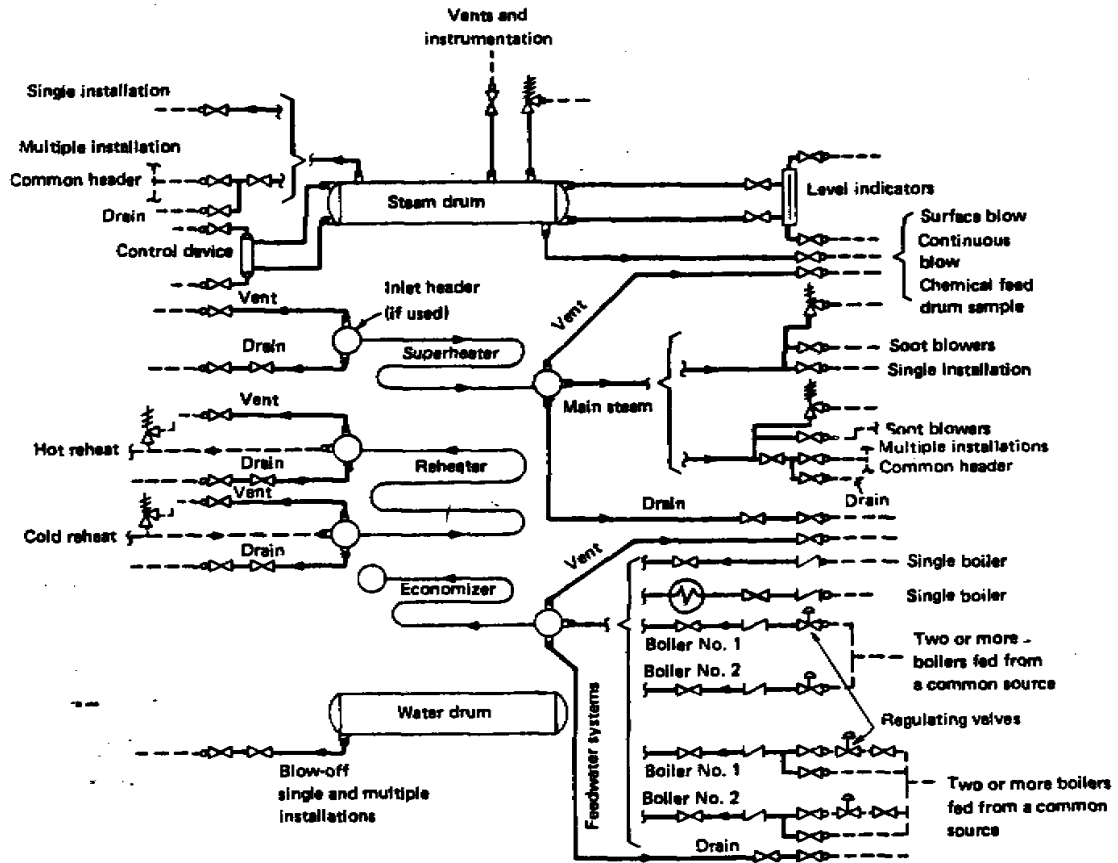 Vents and
instrumentation
Single installation
Multiple installation
Common header
Drain
Control device
Steam drum
Level indicators
Surface blow
Continuous
blow
Chemical feed
drum sample
Vent
Inlet header
(if used)
Drain
Superheater
Vent
Main steam
Soot blowers
Single Installation
Vent
Hot reheat
Drain
Reheater
Soot blowers
Multiple installations
Common header
Drain
Vent
Cold reheat
Drain
Drain
Economizer
Vent
Single boiler
Single boiler
Boiler No. 1
Boiler No. 2
Two or more
boilers fed from
a common source
Regulating valves
Water drum
Blow-off
single and multiple
installations
Feedwater systems
Boiler No. 1
Boiler No. 2
Two or more boilers
fed from a common
source
Drain